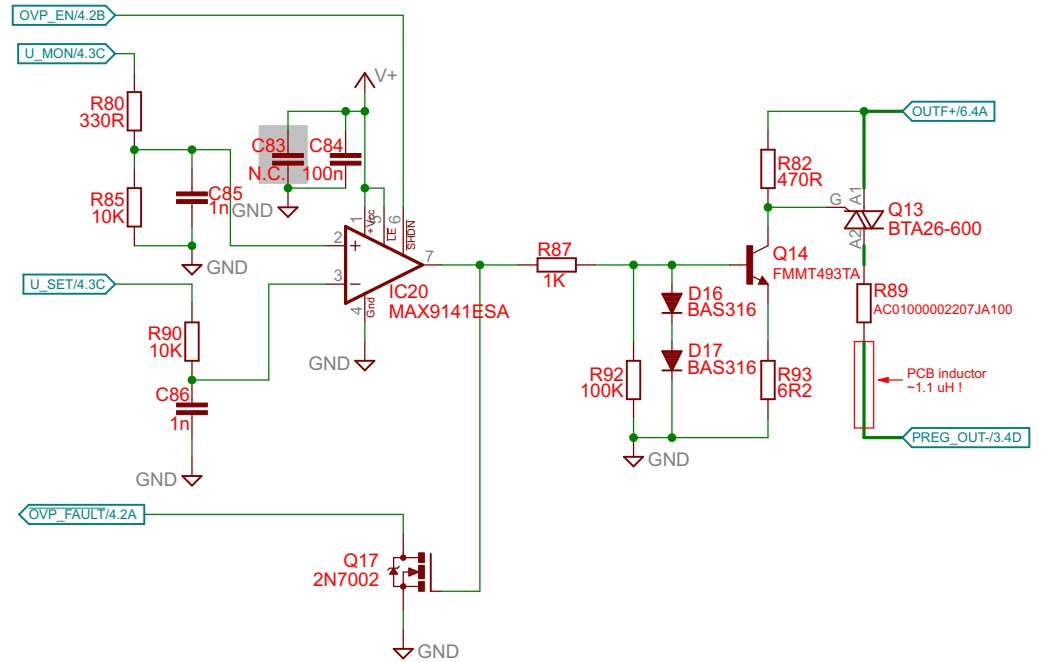 OVP_EN/4.2B
U_MON/4.3C
V+
R80
330R
C83
N.C.
C84
100n
OUTF+/6.4A
R82
470R
R85
10K
C85
1n
GND
GND
1
+Vcc
5
LE
6
SHDN
G
A1
A2
Q13
BTA26-600
2
+
7
R87
1K
Q14
FMMT493TA
U_SET/4.3C
3
−
IC20
MAX9141ESA
4
Gnd
GND
D16
BAS316
R89
AC01000002207JA100
R90
10K
D17
BAS316
R92
100K
R93
6R2
PCB inductor
~1.1 uH !
C86
1n
GND
GND
PREG_OUT-/3.4D
OVP_FAULT/4.2A
Q17
2N7002
GND